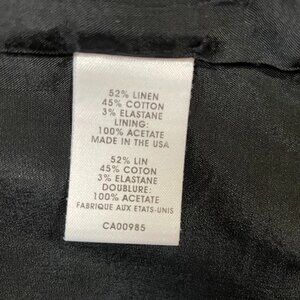 52% LINEN
45% COTTON
3% ELASTANE
LINING:
100% ACETATE
MADE IN THE USA
52% LIN
45% COTON
3% ELASTANE
DOUBLURE:
100% ACETATE
FABRIQUE AUX ETATS-UNIS
CA00985